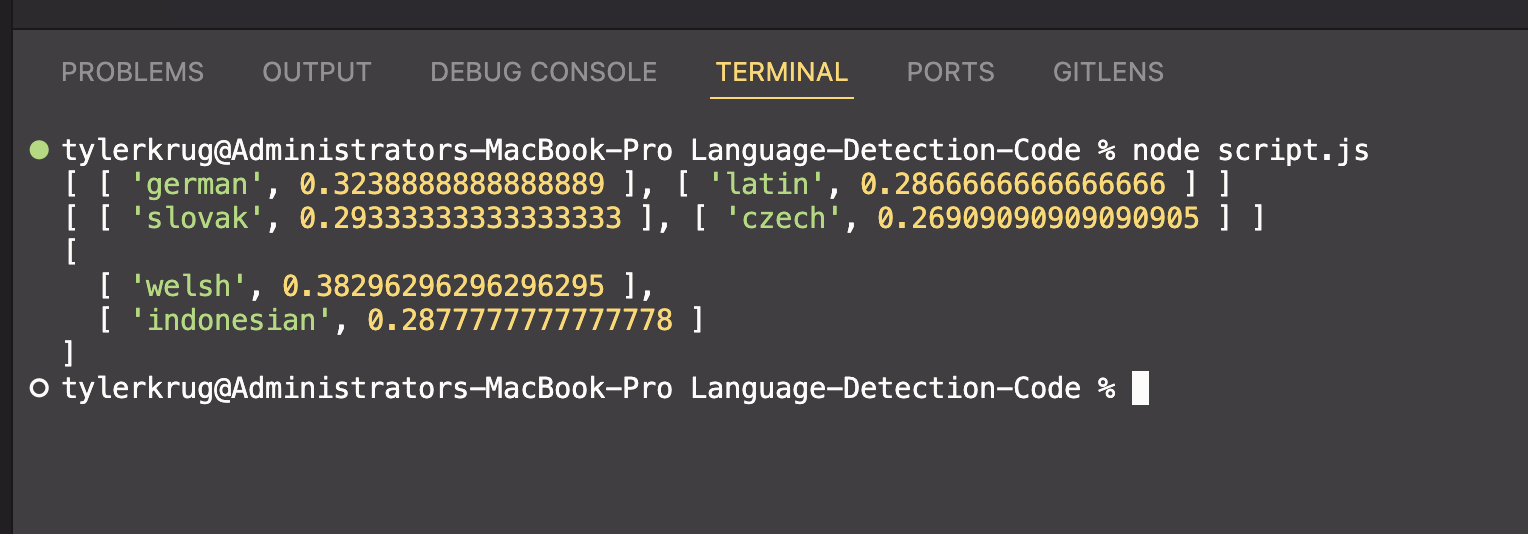 PROBLEMS OUTPUT DEBUG CONSOLE TERMINAL PORTS GITLENS
tylerkrug@Administrators-MacBook-Pro Language-Detection-Code % node script.js
[ [ 'german', 0.3238888888888889 ], [ 'latin', 0.2866666666666666 ] ]
[ [ 'slovak', 0.29333333333333333 ], [ 'czech', 0.26909090909090905 ] ]
[
  [ 'welsh', 0.38296296296296295 ],
  [ 'indonesian', 0.2877777777777778 ]
]
tylerkrug@Administrators-MacBook-Pro Language-Detection-Code %